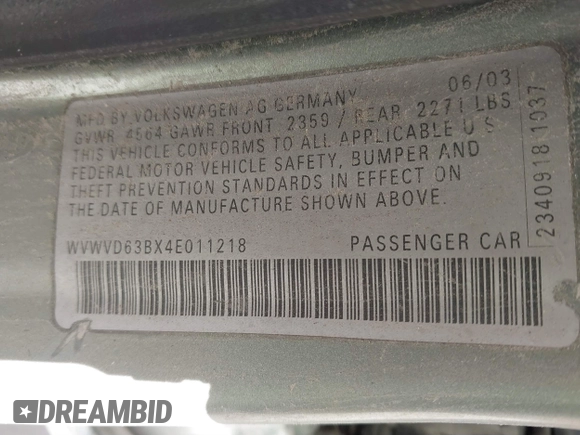 06/03
MFD BY VOLKSWAGEN AG GERMANY
GVWR 4564 GAWR FRONT 2359 / REAR 2271 LBS
THIS VEHICLE CONFORMS TO ALL APPLICABLE U S
FEDERAL MOTOR VEHICLE SAFETY, BUMPER AND
THEFT PREVENTION STANDARDS IN EFFECT ON
THE DATE OF MANUFACTURE SHOWN ABOVE.
WVWVD63BX4E011218 PASSENGER CAR
234091811037
DREAMBID